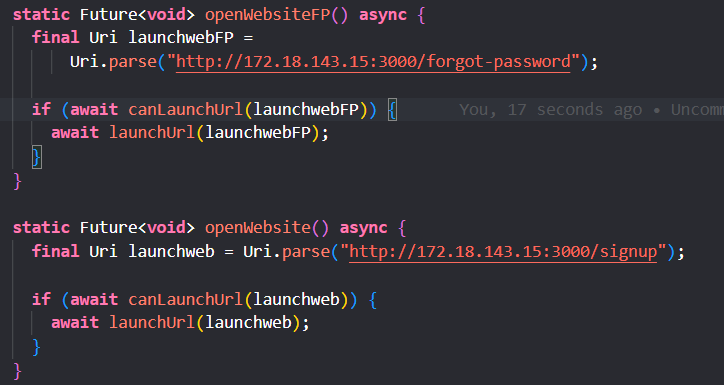 static Future<void> openWebsiteFP() async {
final Uri launchwebFP =
Uri.parse("http://172.18.143.15:3000/forgot-password");
if (await canLaunchUrl(launchwebFP)) { You, 17 seconds ago • Uncomm
await launchUrl(launchwebFP);
}
}
static Future<void> openWebsite() async {
final Uri launchweb = Uri.parse("http://172.18.143.15:3000/signup");
if (await canLaunchUrl(launchweb)) {
await launchUrl(launchweb);
}
}